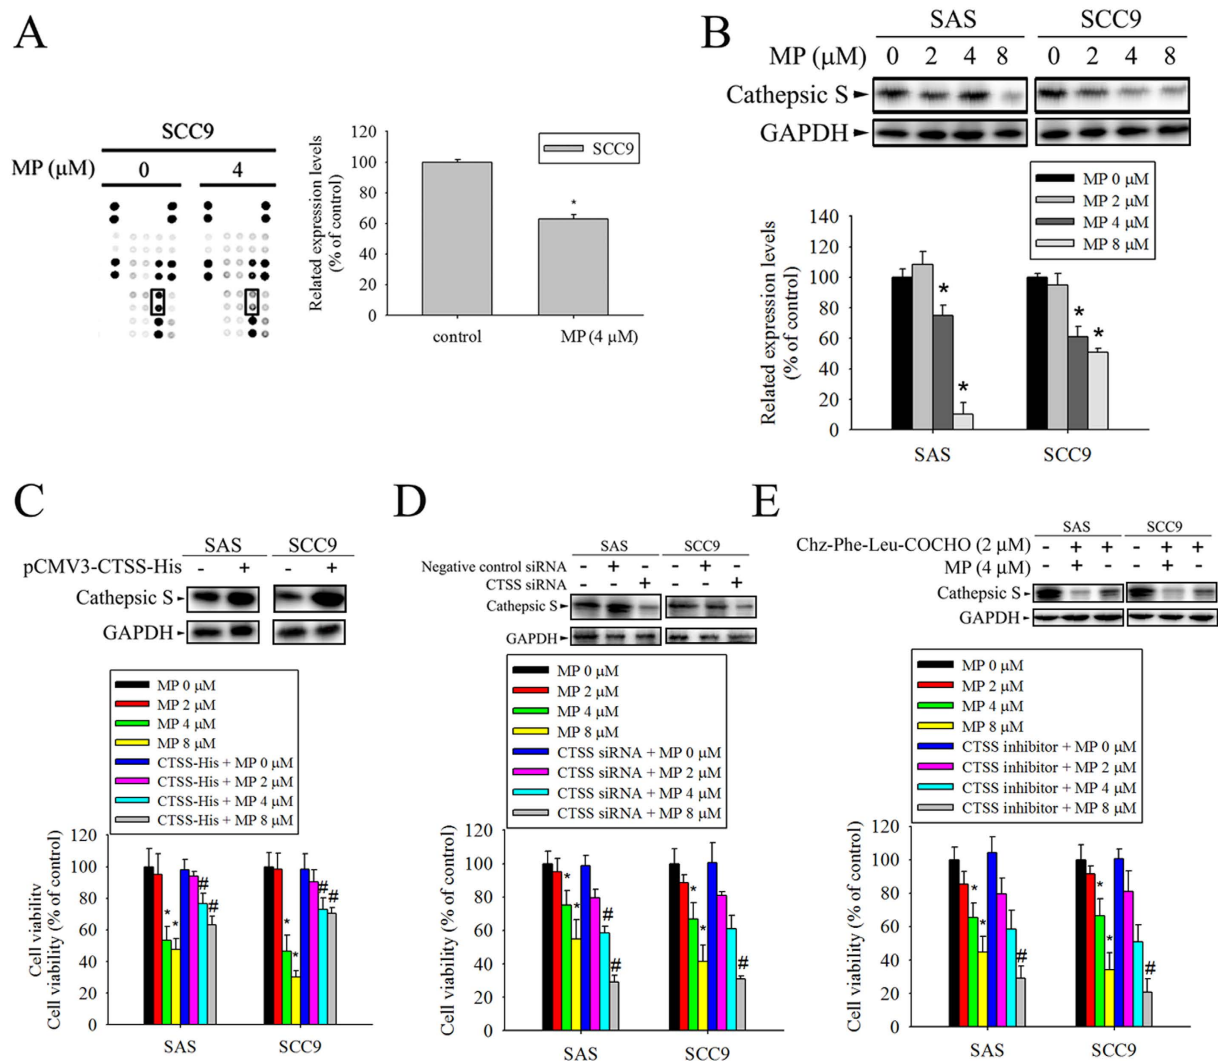 A
SCC9
MP (μM) 0 4
Related expression levels
(% of control)
120
100
80
60
40
20
0
SCC9
*
control MP (4 μM)
B
SAS SCC9
MP (μM) 0 2 4 8 0 2 4 8
Cathepsic S
GAPDH
MP 0 μM
MP 2 μM
MP 4 μM
MP 8 μM
Related expression levels
(% of control)
140
120
100
80
60
40
20
0
* * * *
SAS SCC9
C
SAS SCC9
pCMV3-CTSS-His - + - +
Cathepsic S
GAPDH
MP 0 μM
MP 2 μM
MP 4 μM
MP 8 μM
CTSS-His + MP 0 μM
CTSS-His + MP 2 μM
CTSS-His + MP 4 μM
CTSS-His + MP 8 μM
Cell viability
Cell viability (% of control)
120
100
80
60
40
20
0
* * # # * * # #
SAS SCC9
D
SAS SCC9
Negative control siRNA - + - - + -
CTSS siRNA - - + - - +
Cathepsic S
GAPDH
MP 0 μM
MP 2 μM
MP 4 μM
MP 8 μM
CTSS siRNA + MP 0 μM
CTSS siRNA + MP 2 μM
CTSS siRNA + MP 4 μM
CTSS siRNA + MP 8 μM
Cell viability (% of control)
120
100
80
60
40
20
0
* * # # * * #
SAS SCC9
E
SAS SCC9
Chz-Phe-Leu-COCHO (2 μM) - + + - + +
MP (4 μM) - + - - + -
Cathepsic S
GAPDH
MP 0 μM
MP 2 μM
MP 4 μM
MP 8 μM
CTSS inhibitor + MP 0 μM
CTSS inhibitor + MP 2 μM
CTSS inhibitor + MP 4 μM
CTSS inhibitor + MP 8 μM
Cell viability (% of control)
120
100
80
60
40
20
0
* * # * * #
SAS SCC9